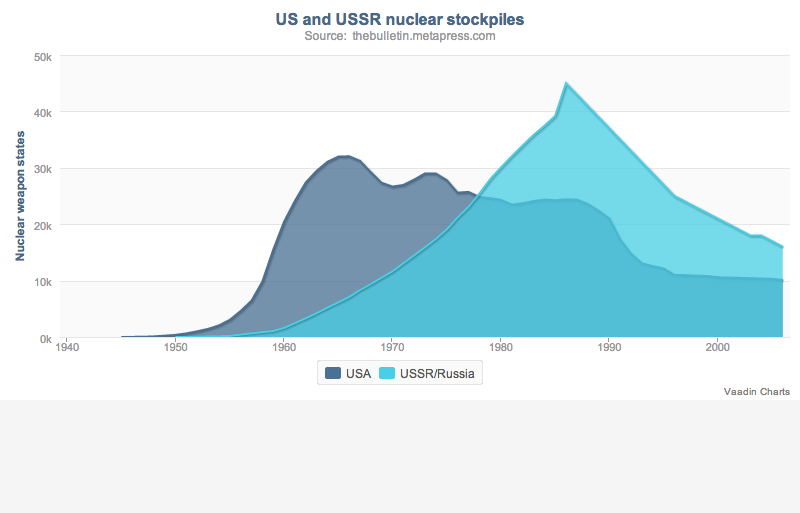 US and USSR nuclear stockpiles
Source: thebulletin.metapress.com
Nuclear weapon states
50k
40k
30k
20k
10k
0k
1940 1950 1960 1970 1980 1990 2000
USA USSR/Russia
Vaadin Charts